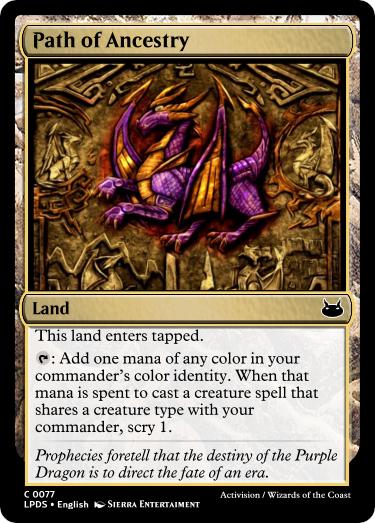 Path of Ancestry
Land
This land enters tapped.
: Add one mana of any color in your
commander's color identity. When that
mana is spent to cast a creature spell that
shares a creature type with your
commander, scry 1.
Prophecies foretell that the destiny of the Purple
Dragon is to direct the fate of an era.
C 0077
LPDS • English Sierra Entertaiment
Activision / Wizards of the Coast